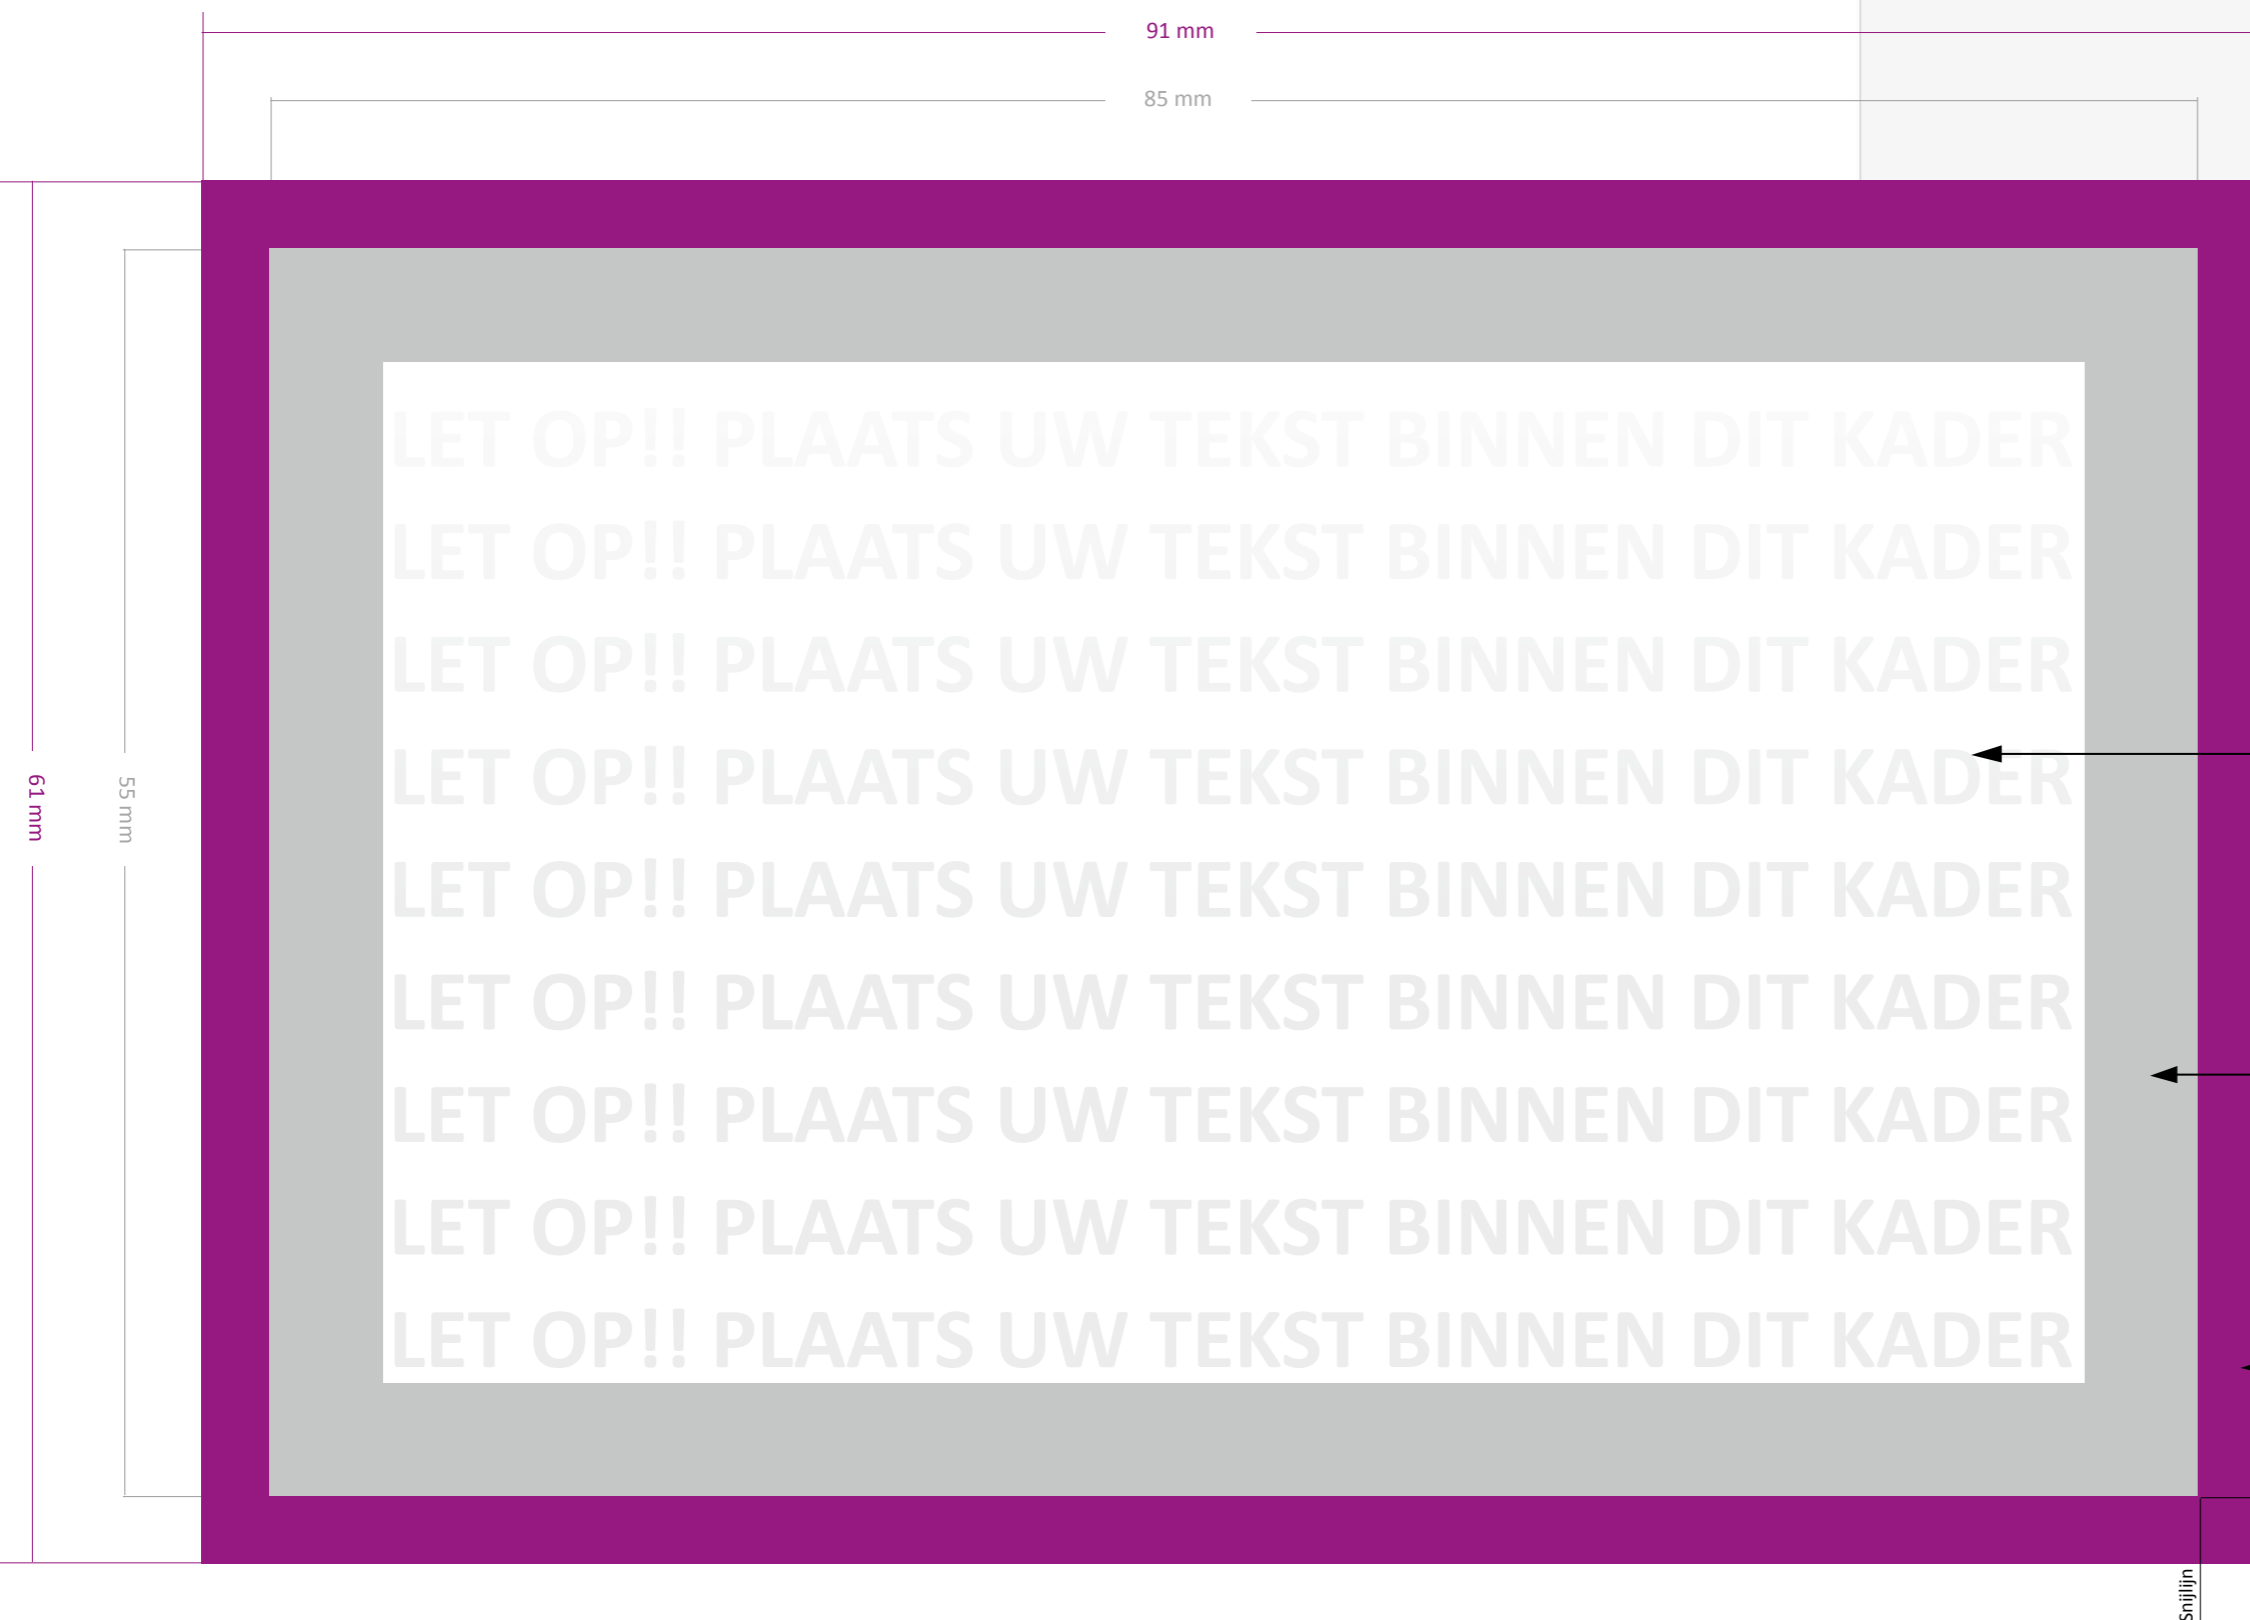 91 mm
85 mm
61 mm
55 mm
LET OP!! PLAATS UW TEKST BINNEN DIT KADER
LET OP!! PLAATS UW TEKST BINNEN DIT KADER
LET OP!! PLAATS UW TEKST BINNEN DIT KADER
LET OP!! PLAATS UW TEKST BINNEN DIT KADER
LET OP!! PLAATS UW TEKST BINNEN DIT KADER
LET OP!! PLAATS UW TEKST BINNEN DIT KADER
LET OP!! PLAATS UW TEKST BINNEN DIT KADER
LET OP!! PLAATS UW TEKST BINNEN DIT KADER
LET OP!! PLAATS UW TEKST BINNEN DIT KADER
Snijlijn